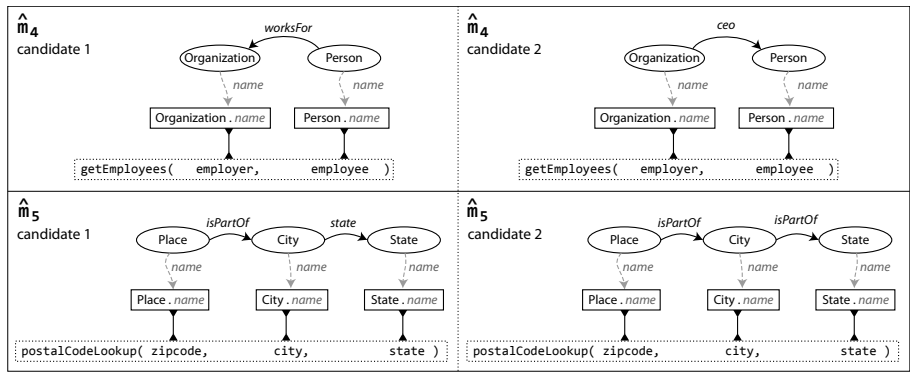 m̂₄
candidate 1
worksFor
Organization Person
name name
Organization . name Person . name
getEmployees( employer, employee )
m̂₄
candidate 2
ceo
Organization Person
name name
Organization . name Person . name
getEmployees( employer, employee )
m̂₅
candidate 1
isPartOf state
Place City State
name name name
Place . name City . name State . name
postalCodeLookup( zipcode, city, state )
m̂₅
candidate 2
isPartOf isPartOf
Place City State
name name name
Place . name City . name State . name
postalCodeLookup( zipcode, city, state )